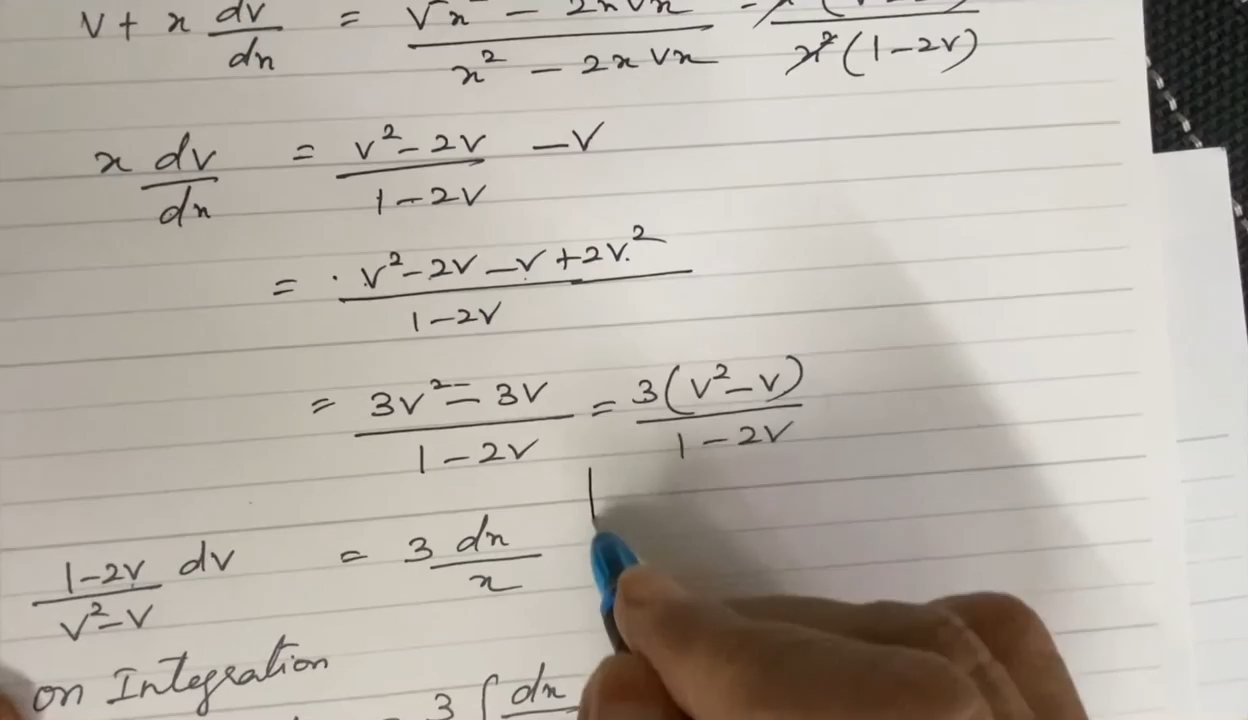 v + x dv/dx = v²x² - 2x vx / x² - 2x vx = x² ( / x² (1-2v)
x dv/dx = v² - 2v / 1-2v - v
= v² - 2v - v + 2v² / 1-2v
= 3v² - 3v / 1-2v = 3(v² - v) / 1-2v
1-2v / v² - v dv = 3 dx / x
on Integration
= 3 ∫ dx